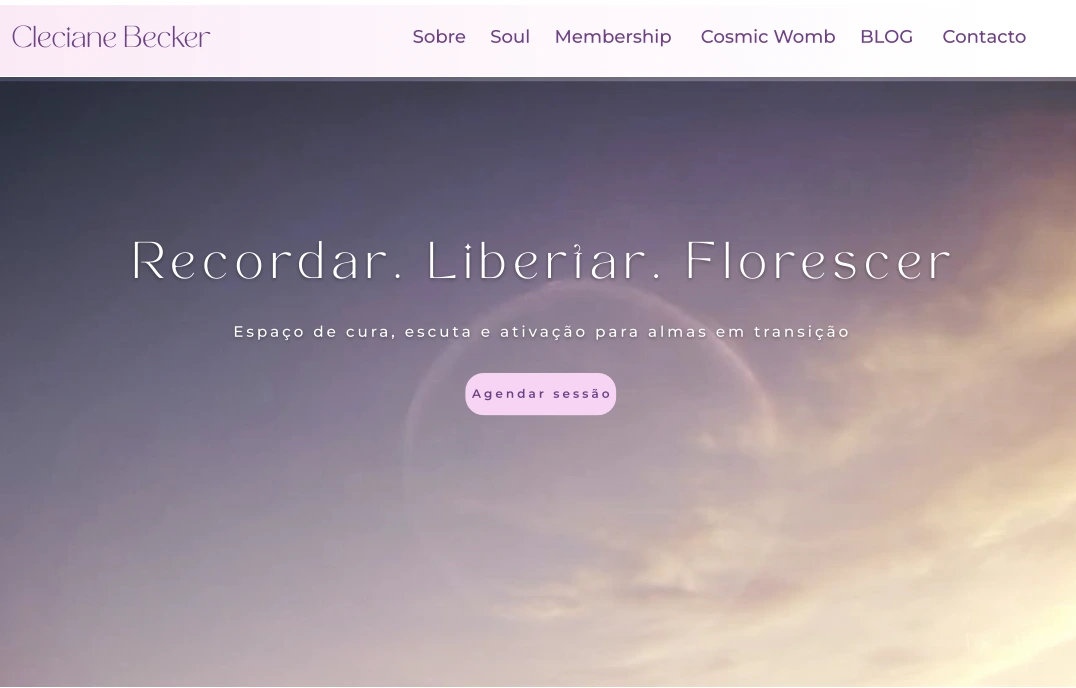 Cleciane Becker
Sobre Soul Membership Cosmic Womb BLOG Contacto
Recordar. Libertar. Florescer
Espaço de cura, escuta e ativação para almas em transição
Agendar sessão